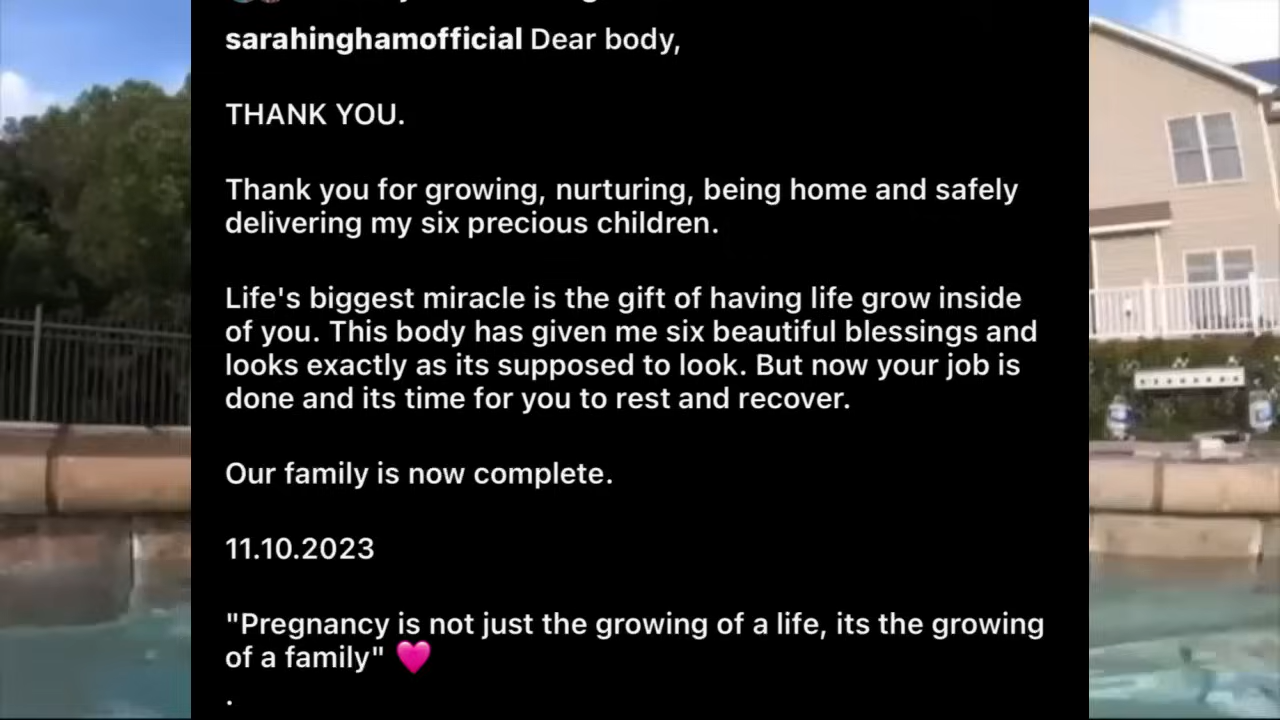 sarahinghamofficial Dear body,
THANK YOU.
Thank you for growing, nurturing, being home and safely
delivering my six precious children.
Life's biggest miracle is the gift of having life grow inside
of you. This body has given me six beautiful blessings and
looks exactly as its supposed to look. But now your job is
done and its time for you to rest and recover.
Our family is now complete.
11.10.2023
"Pregnancy is not just the growing of a life, its the growing
of a family" 🩷
.